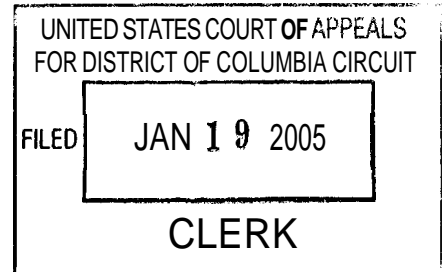 UNITED STATES COURT OF APPEALS
FOR DISTRICT OF COLUMBIA CIRCUIT
FILED JAN 19 2005
CLERK